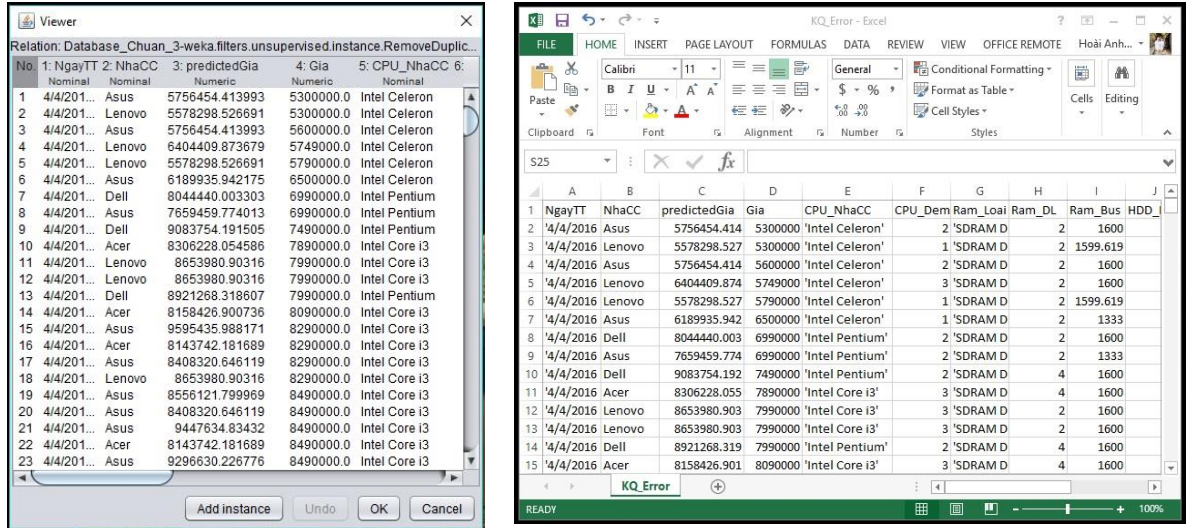 Viewer
Relation: Database_Chuan_3-weka.filters.unsupervised.instance.RemoveDuplic...
No. 1: NgayTT 2: NhaCC 3: predictedGia 4: Gia 5: CPU_NhaCC 6:
Nominal Nominal Numeric Numeric Nominal
1 4/4/201... Asus 5756454.413993 5300000.0 Intel Celeron
2 4/4/201... Lenovo 5578298.526691 5300000.0 Intel Celeron
3 4/4/201... Asus 5756454.413993 5600000.0 Intel Celeron
4 4/4/201... Lenovo 6404409.873679 5749000.0 Intel Celeron
5 4/4/201... Lenovo 5578298.526691 5790000.0 Intel Celeron
6 4/4/201... Asus 6189935.942175 6500000.0 Intel Celeron
7 4/4/201... Dell 8044440.003303 6990000.0 Intel Pentium
8 4/4/201... Asus 7659459.774013 6990000.0 Intel Pentium
9 4/4/201... Dell 9083754.191505 7490000.0 Intel Pentium
10 4/4/201... Acer 8306228.054586 7890000.0 Intel Core i3
11 4/4/201... Lenovo 8653980.90316 7990000.0 Intel Core i3
12 4/4/201... Lenovo 8653980.90316 7990000.0 Intel Core i3
13 4/4/201... Dell 8921268.318607 7990000.0 Intel Pentium
14 4/4/201... Acer 8158426.900736 8090000.0 Intel Core i3
15 4/4/201... Asus 9595435.988171 8290000.0 Intel Core i3
16 4/4/201... Acer 8143742.181689 8290000.0 Intel Core i3
17 4/4/201... Asus 8408320.646119 8290000.0 Intel Core i3
18 4/4/201... Lenovo 8653980.90316 8290000.0 Intel Core i3
19 4/4/201... Asus 8556121.799969 8490000.0 Intel Core i3
20 4/4/201... Asus 8408320.646119 8490000.0 Intel Core i3
21 4/4/201... Asus 9447634.83432 8490000.0 Intel Core i3
22 4/4/201... Acer 8143742.181689 8490000.0 Intel Core i3
23 4/4/201... Asus 9296630.226776 8490000.0 Intel Core i3
Add instance Undo OK Cancel
KQ_Error - Excel
FILE HOME INSERT PAGE LAYOUT FORMULAS DATA REVIEW VIEW OFFICE REMOTE Hoài Anh...
Calibri 11 General Conditional Formatting
Paste B I U A $ % Format as Table Cells Editing
Cell Styles
Clipboard Font Alignment Number Styles
S25 fx
A B C D E F G H I J
1 NgayTT NhaCC predictedGia Gia CPU_NhaCC CPU_Dem Ram_Loai Ram_DL Ram_Bus HDD_
2 '4/4/2016 Asus 5756454.414 5300000 'Intel Celeron' 2 'SDRAM D 2 1600
3 '4/4/2016 Lenovo 5578298.527 5300000 'Intel Celeron' 1 'SDRAM D 2 1599.619
4 '4/4/2016 Asus 5756454.414 5600000 'Intel Celeron' 2 'SDRAM D 2 1600
5 '4/4/2016 Lenovo 6404409.874 5749000 'Intel Celeron' 3 'SDRAM D 2 1600
6 '4/4/2016 Lenovo 5578298.527 5790000 'Intel Celeron' 1 'SDRAM D 2 1599.619
7 '4/4/2016 Asus 6189935.942 6500000 'Intel Celeron' 1 'SDRAM D 2 1333
8 '4/4/2016 Dell 8044440.003 6990000 'Intel Pentium' 2 'SDRAM D 2 1600
9 '4/4/2016 Asus 7659459.774 6990000 'Intel Pentium' 2 'SDRAM D 2 1333
10 '4/4/2016 Dell 9083754.192 7490000 'Intel Pentium' 2 'SDRAM D 4 1600
11 '4/4/2016 Acer 8306228.055 7890000 'Intel Core i3' 3 'SDRAM D 4 1600
12 '4/4/2016 Lenovo 8653980.903 7990000 'Intel Core i3' 3 'SDRAM D 2 1600
13 '4/4/2016 Lenovo 8653980.903 7990000 'Intel Core i3' 3 'SDRAM D 2 1600
14 '4/4/2016 Dell 8921268.319 7990000 'Intel Pentium' 2 'SDRAM D 4 1600
15 '4/4/2016 Acer 8158426.901 8090000 'Intel Core i3' 3 'SDRAM D 4 1600
KQ_Error
READY 100%